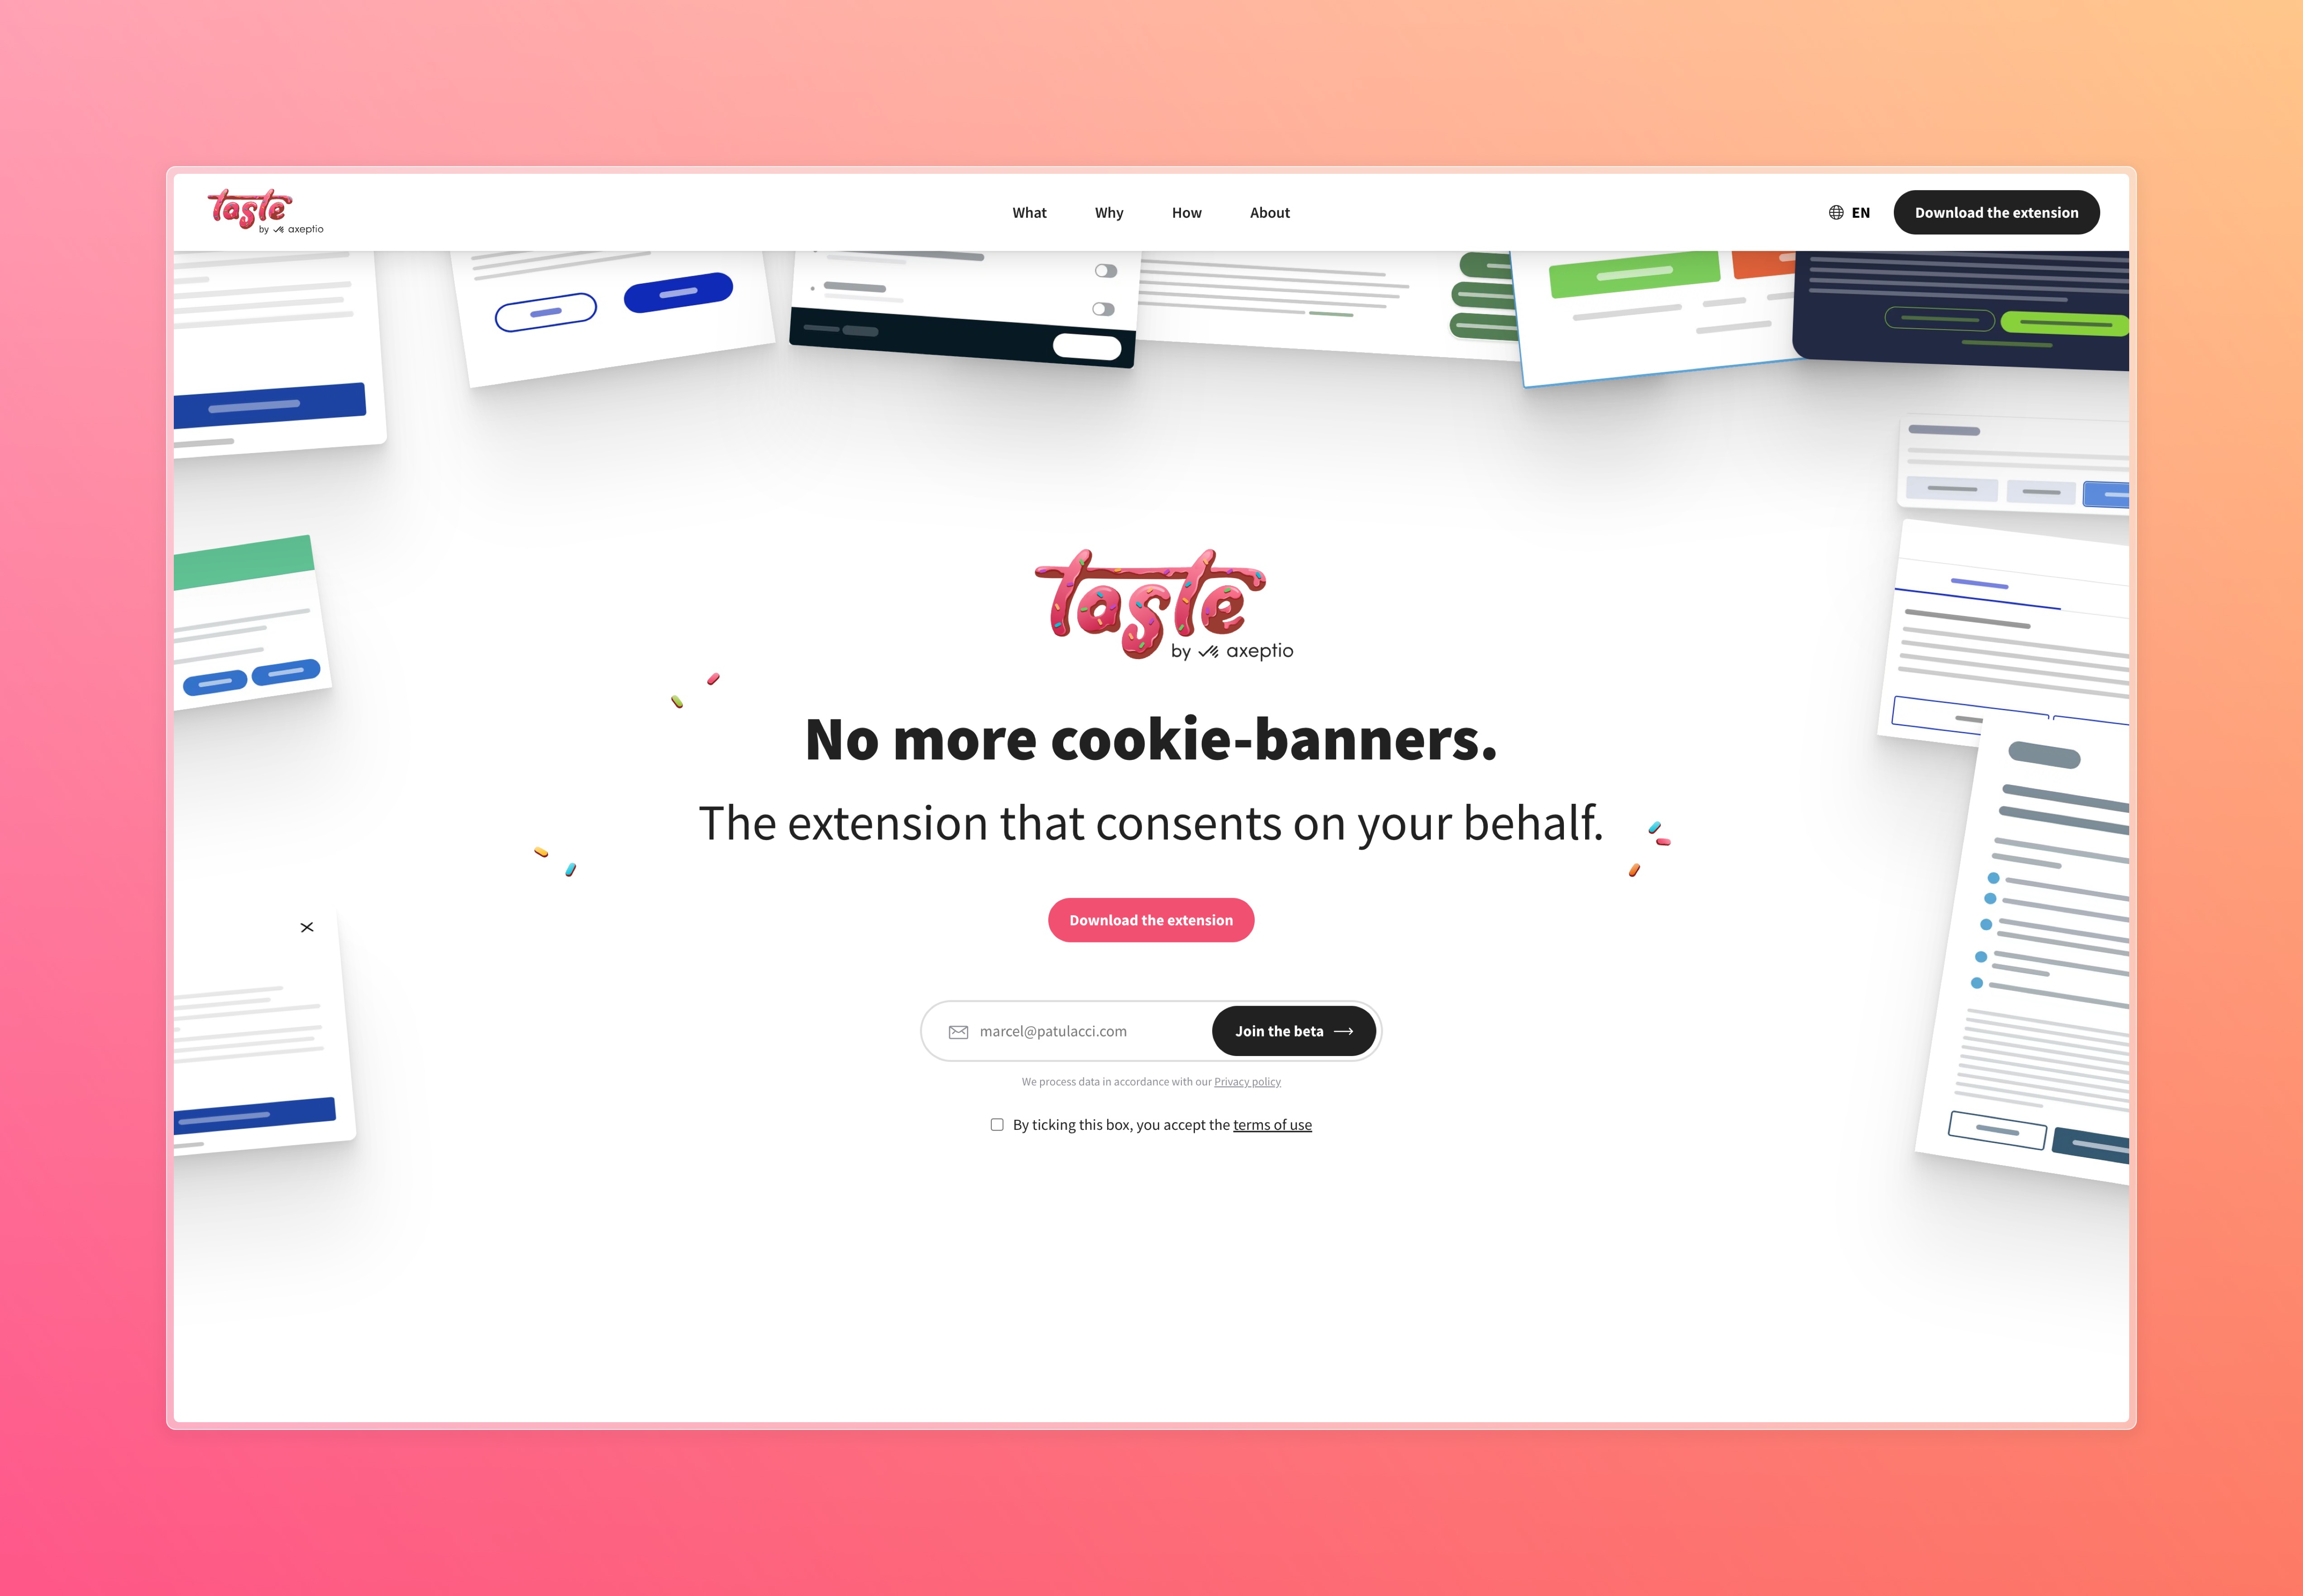 taste
by axeptio
What
Why
How
About
EN
Download the extension
taste
by axeptio
No more cookie-banners.
The extension that consents on your behalf.
Download the extension
marcel@patulacci.com
Join the beta
We process data in accordance with our Privacy policy
By ticking this box, you accept the terms of use